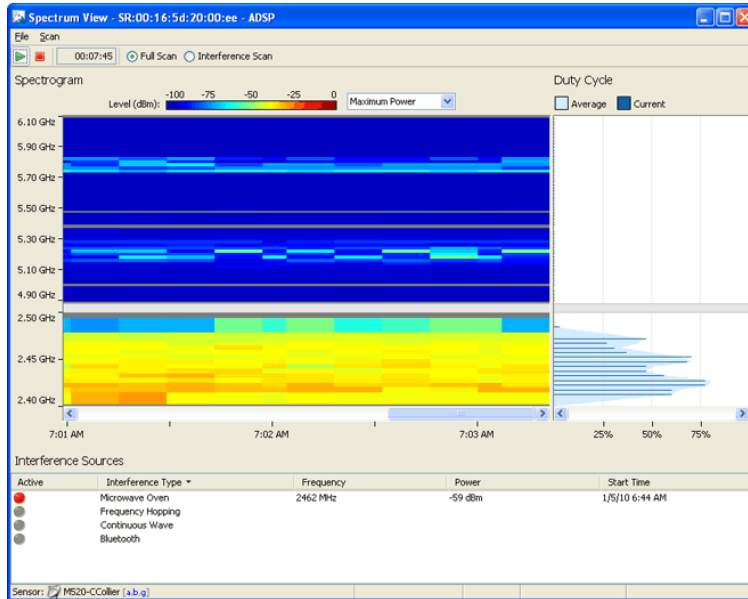 Spectrum View - SR:00:16:5d:20:00:ee - ADSP
File Scan
00:07:45 Full Scan Interference Scan
Spectrogram
Duty Cycle
Level (dBm): -100 -75 -50 -25 0 Maximum Power
Average Current
6.10 GHz
5.90 GHz
5.70 GHz
5.50 GHz
5.30 GHz
5.10 GHz
4.90 GHz
2.50 GHz
2.45 GHz
2.40 GHz
7:01 AM 7:02 AM 7:03 AM
25% 50% 75%
Interference Sources
Active Interference Type Frequency Power Start Time
Microwave Oven 2462 MHz -59 dBm 1/5/10 6:44 AM
Frequency Hopping
Continuous Wave
Bluetooth
Sensor: M520-CCollier [a,b,g]